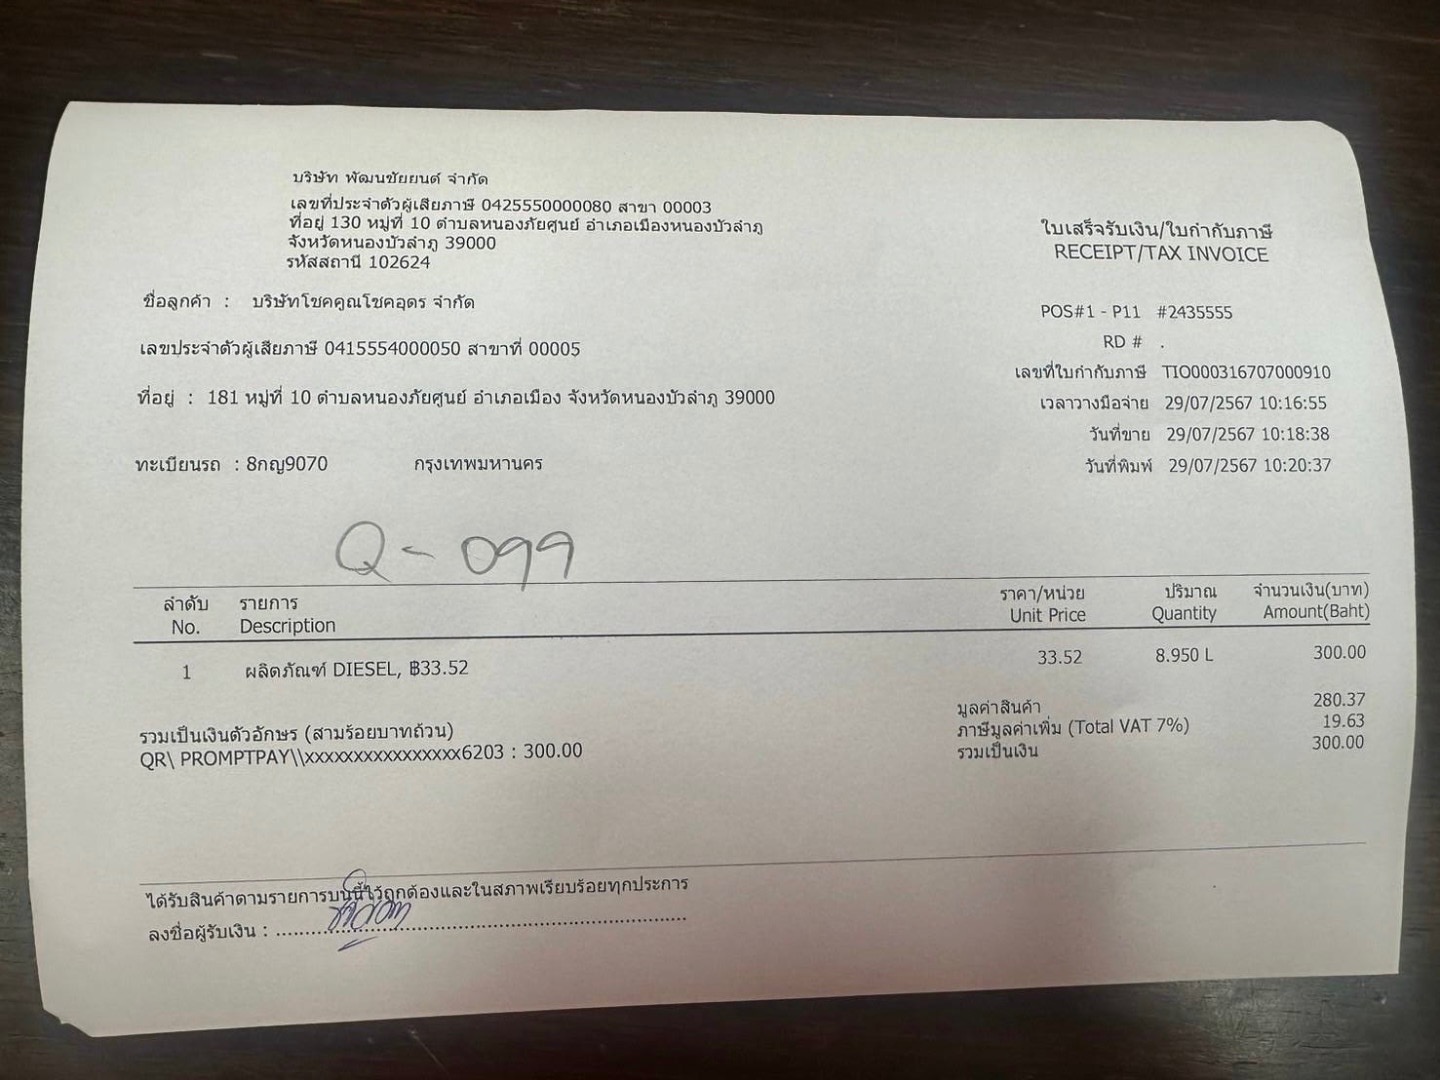 บริษัท พัฒนชัยยนต์ จำกัด
เลขที่ประจำตัวผู้เสียภาษี 0425550000080 สาขา 00003
ที่อยู่ 130 หมู่ที่ 10 ตำบลหนองภัยศูนย์ อำเภอเมืองหนองบัวลำภู
จังหวัดหนองบัวลำภู 39000
รหัสสถานี 102624
ใบเสร็จรับเงิน/ใบกำกับภาษี
RECEIPT/TAX INVOICE
ชื่อลูกค้า : บริษัทโชคคูณโชคอุดร จำกัด
เลขประจำตัวผู้เสียภาษี 0415554000050 สาขาที่ 00005
ที่อยู่ : 181 หมู่ที่ 10 ตำบลหนองภัยศูนย์ อำเภอเมือง จังหวัดหนองบัวลำภู 39000
ทะเบียนรถ : 8กญ9070 กรุงเทพมหานคร
POS#1 - P11 #2435555
RD # .
เลขที่ใบกำกับภาษี TIO000316707000910
เวลาวางมือจ่าย 29/07/2567 10:16:55
วันที่ขาย 29/07/2567 10:18:38
วันที่พิมพ์ 29/07/2567 10:20:37
Q - 099
ลำดับ รายการ ราคา/หน่วย ปริมาณ จำนวนเงิน(บาท)
No. Description Unit Price Quantity Amount(Baht)
1 ผลิตภัณฑ์ DIESEL, ฿33.52 33.52 8.950 L 300.00
มูลค่าสินค้า 280.37
ภาษีมูลค่าเพิ่ม (Total VAT 7%) 19.63
รวมเป็นเงิน 300.00
รวมเป็นเงินตัวอักษร (สามร้อยบาทถ้วน)
QR\ PROMPTPAY\\xxxxxxxxxxxxxxxx6203 : 300.00
ได้รับสินค้าตามรายการบนนี้ไว้ถูกต้องและในสภาพเรียบร้อยทุกประการ
ลงชื่อผู้รับเงิน : ......................................................................